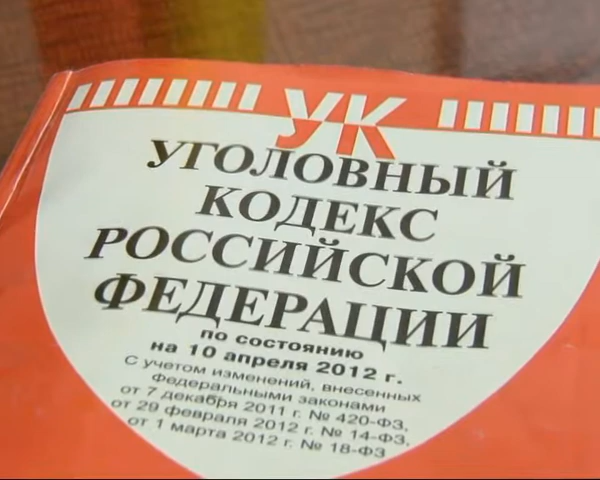 УК
УГОЛОВНЫЙ
КОДЕКС
РОССИЙСКОЙ
ФЕДЕРАЦИИ
по состоянию
на 10 апреля 2012 г.
С учетом изменений, внесенных
Федеральными законами
от 7 декабря 2011 г. № 420-ФЗ,
от 29 февраля 2012 г. № 14-ФЗ,
от 1 марта 2012 г. № 18-ФЗ